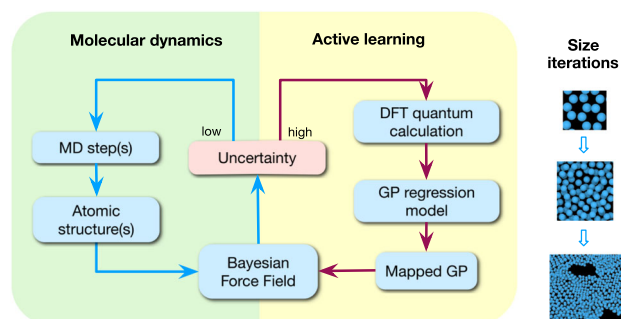 Molecular dynamics
Active learning
Size
iterations
low
high
DFT quantum
calculation
MD step(s)
Uncertainty
GP regression
model
Atomic
structure(s)
Bayesian
Force Field
Mapped GP